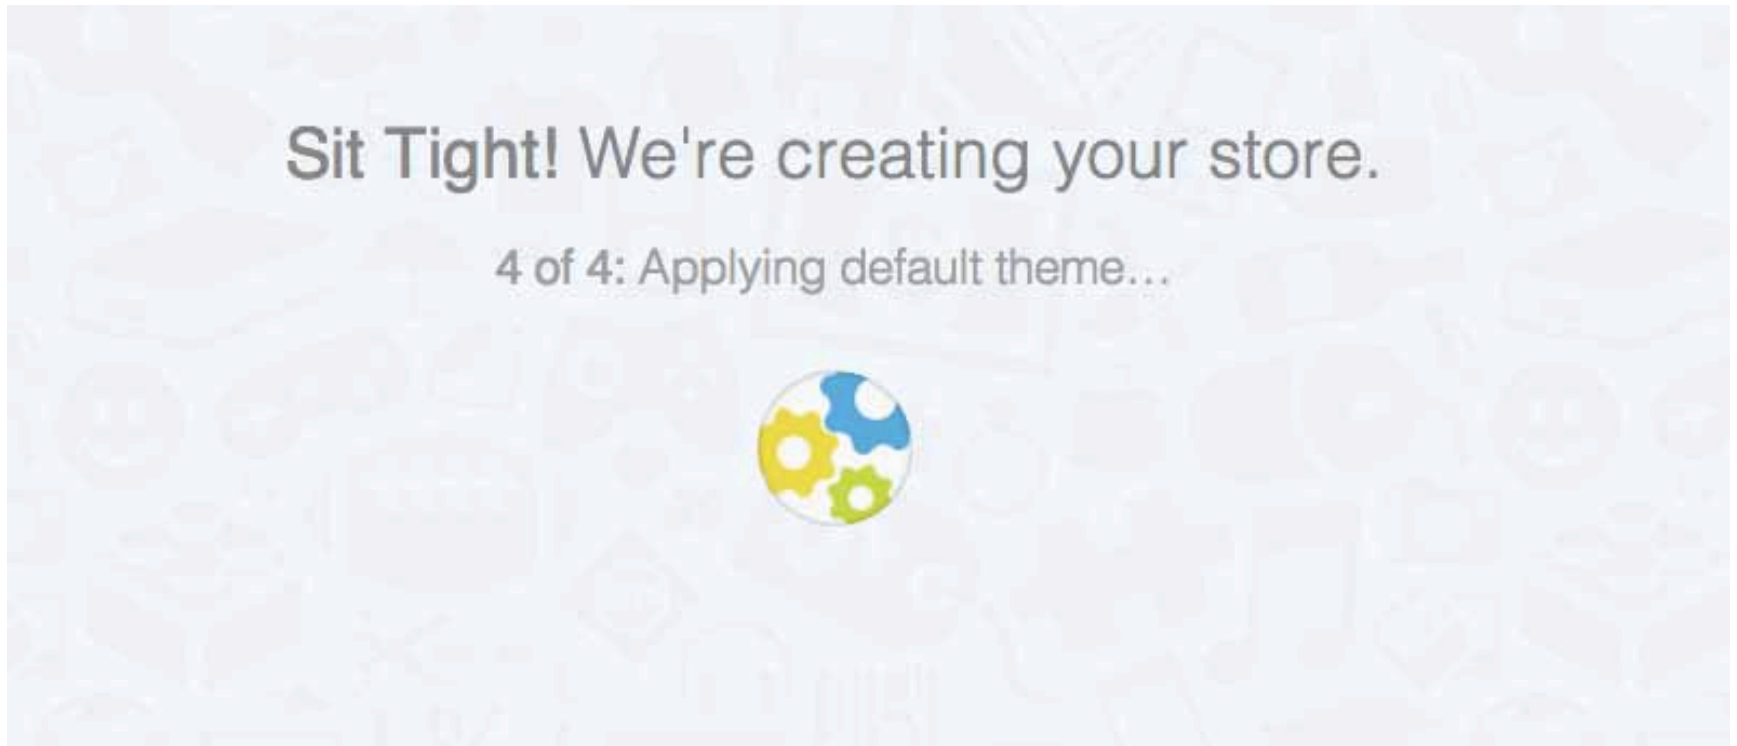 Sit Tight! We're creating your store.
4 of 4: Applying default theme...